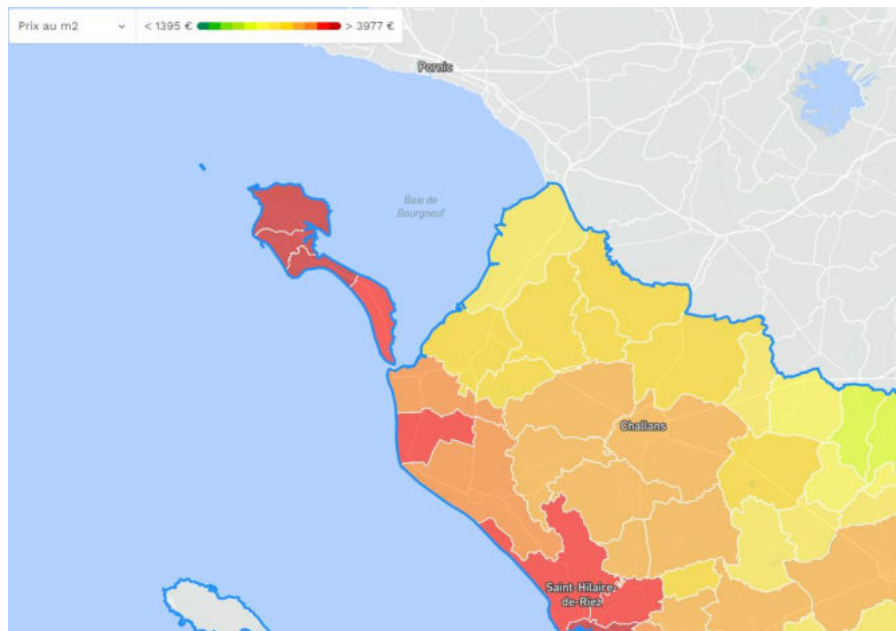 Prix au m2
< 1395 €
> 3977 €
Pornic
Baie de
Bourgneuf
Challans
Saint-Hilaire-
de-Riez